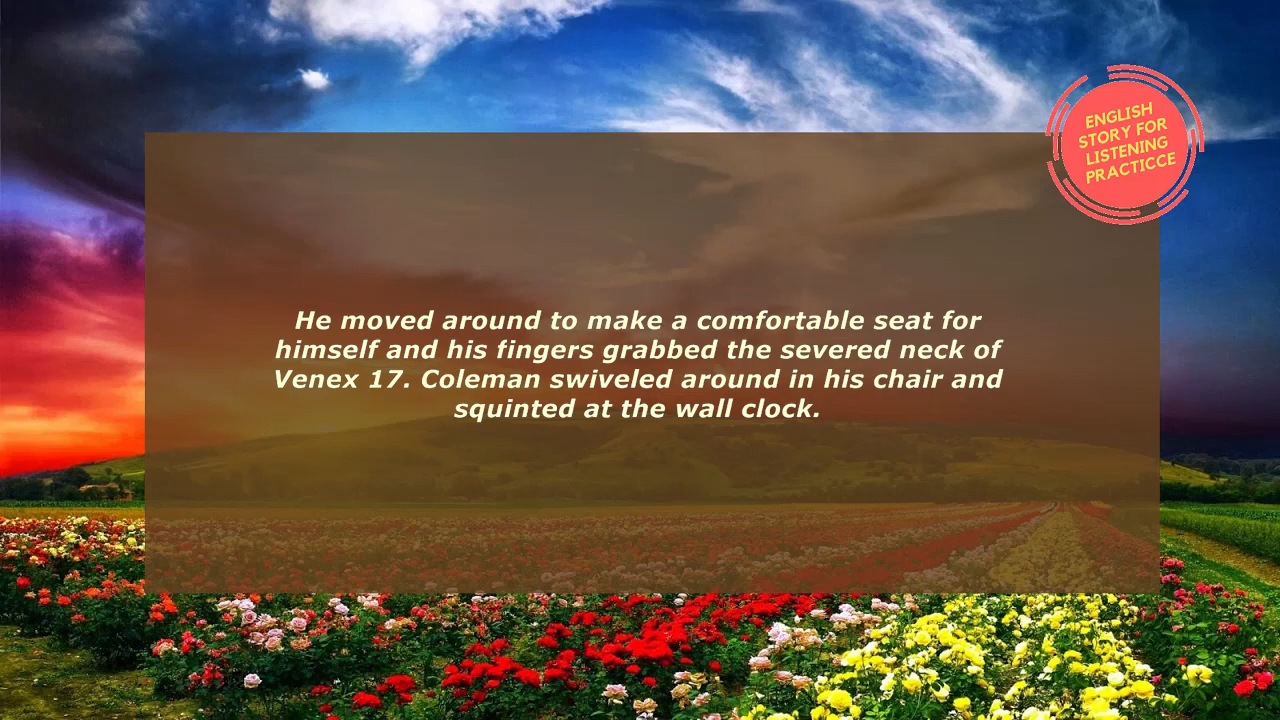 ENGLISH
STORY FOR
LISTENING
PRACTICCE
He moved around to make a comfortable seat for
himself and his fingers grabbed the severed neck of
Venex 17. Coleman swiveled around in his chair and
squinted at the wall clock.